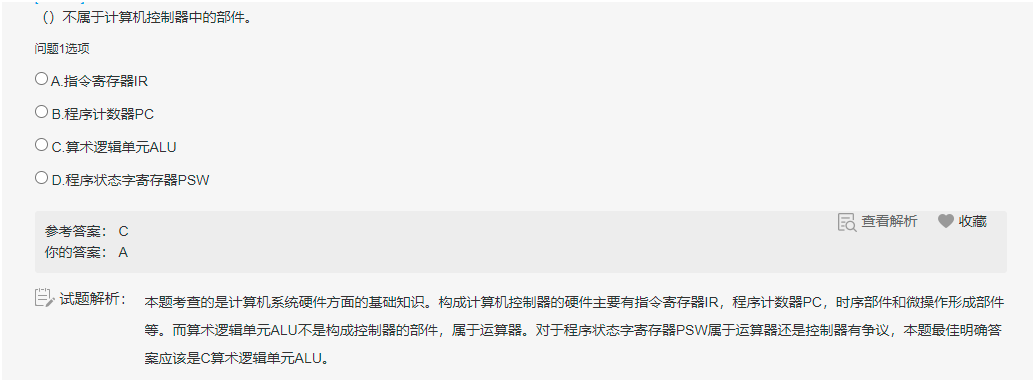 （）不属于计算机控制器中的部件。
问题1选项
A.指令寄存器IR
B.程序计数器PC
C.算术逻辑单元ALU
D.程序状态字寄存器PSW
查看解析 收藏
参考答案： C
你的答案： A
试题解析： 本题考查的是计算机系统硬件方面的基础知识。构成计算机控制器的硬件主要有指令寄存器IR，程序计数器PC，时序部件和微操作形成部件
等。而算术逻辑单元ALU不是构成控制器的部件，属于运算器。对于程序状态字寄存器PSW属于运算器还是控制器有争议，本题最佳明确答
案应该是C算术逻辑单元ALU。